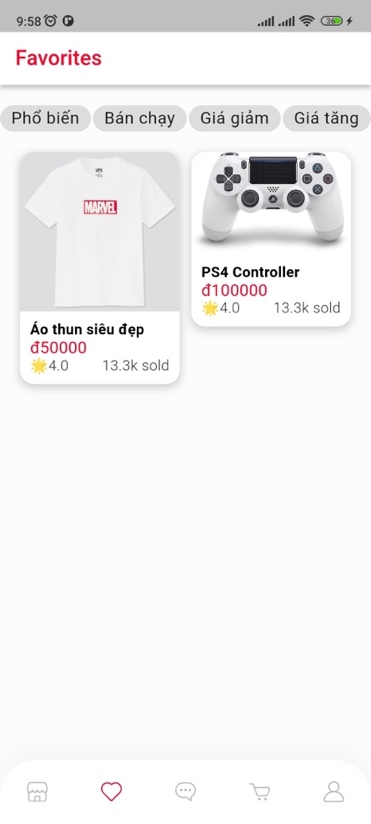 9:58 36
Favorites
Phổ biến Bán chạy Giá giảm Giá tăng
MARVEL
Áo thun siêu đẹp
đ50000
4.0 13.3k sold
PS4 Controller
đ100000
4.0 13.3k sold